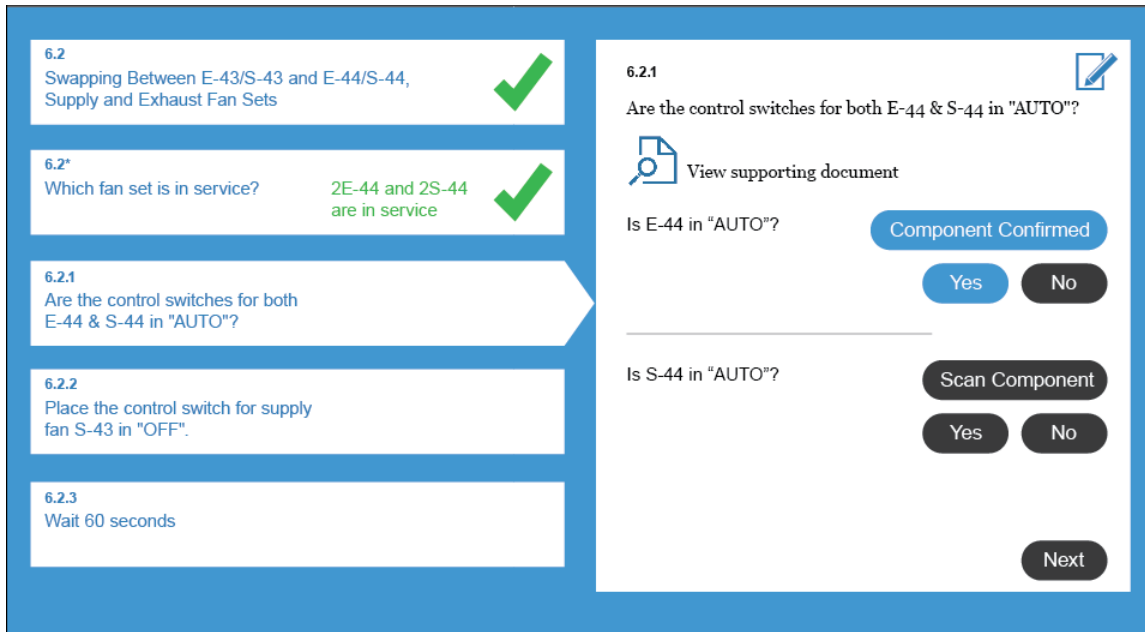 6.2
Swapping Between E-43/S-43 and E-44/S-44,
Supply and Exhaust Fan Sets
6.2*
Which fan set is in service?
2E-44 and 2S-44
are in service
6.2.1
Are the control switches for both
E-44 & S-44 in "AUTO"?
6.2.2
Place the control switch for supply
fan S-43 in "OFF".
6.2.3
Wait 60 seconds
6.2.1
Are the control switches for both E-44 & S-44 in "AUTO"?
View supporting document
Is E-44 in “AUTO”?
Component Confirmed
Yes
No
Is S-44 in “AUTO”?
Scan Component
Yes
No
Next